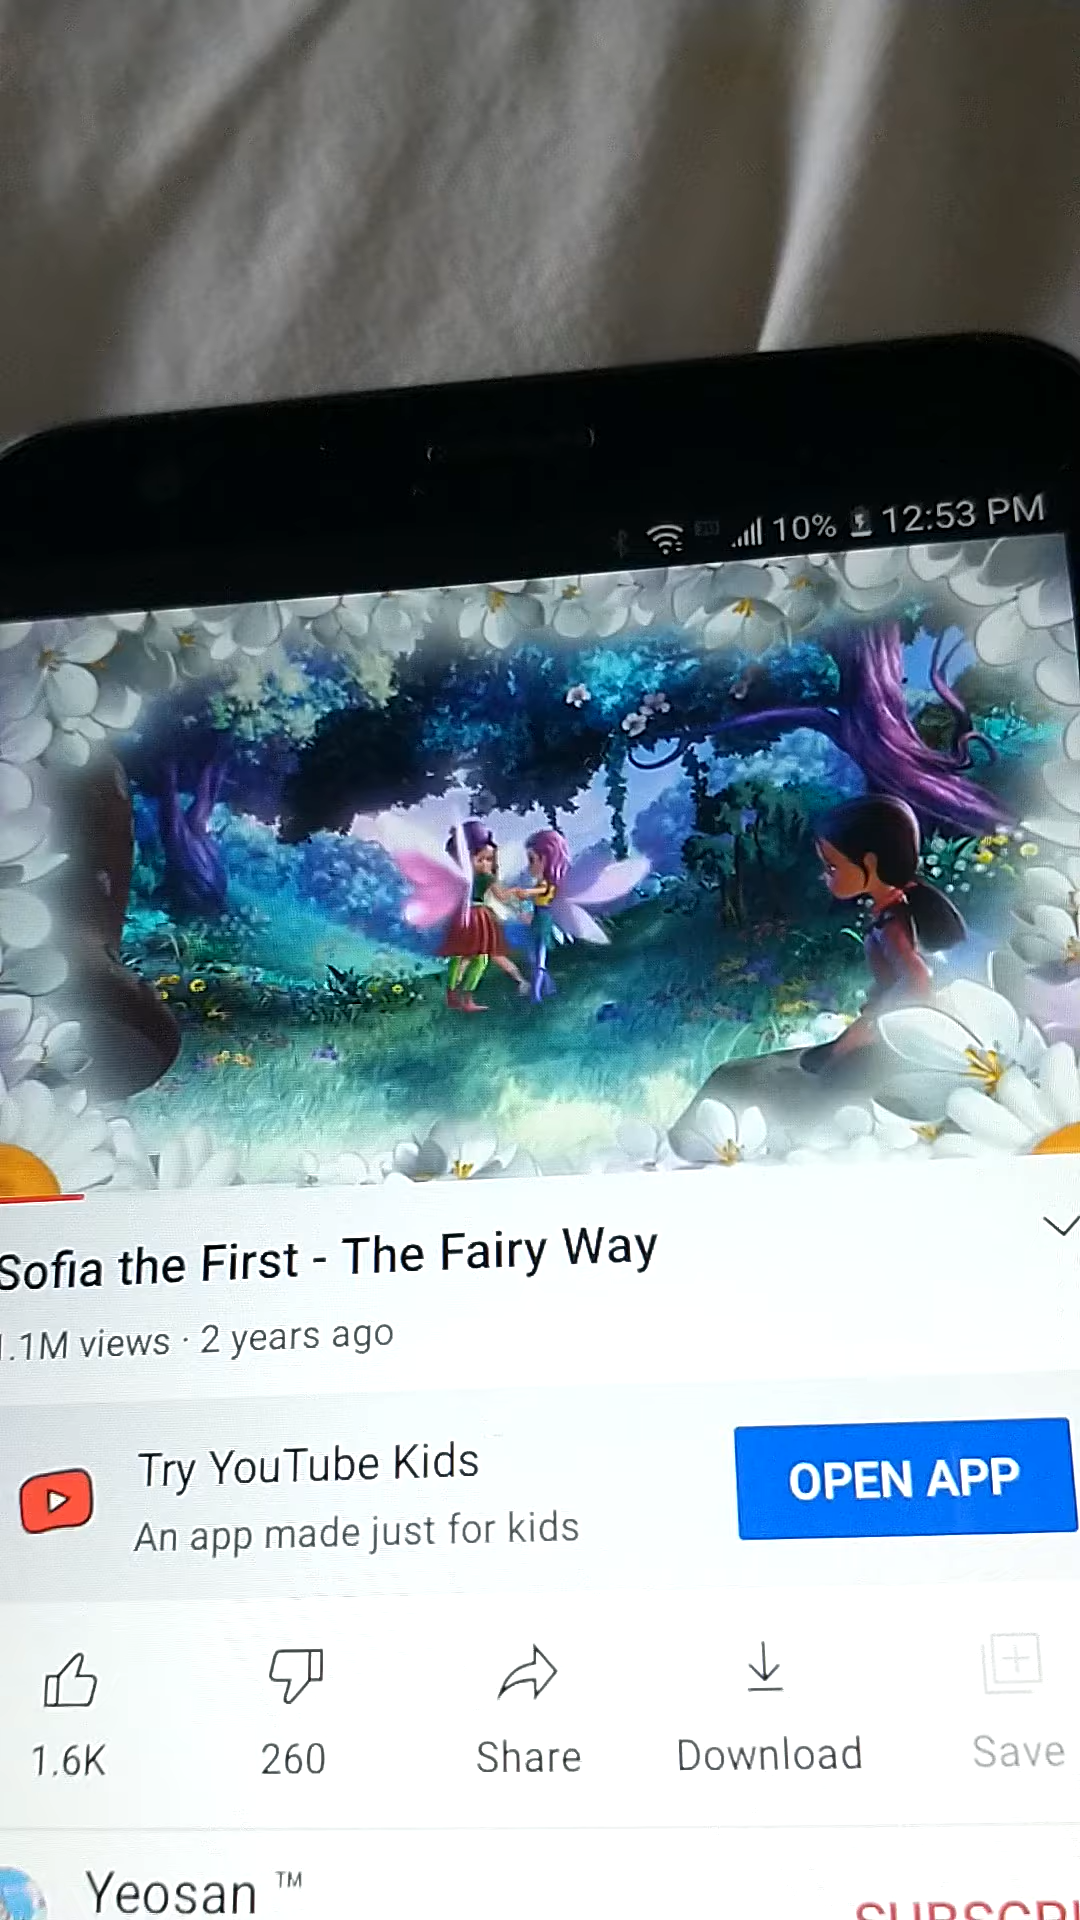 10% 12:53 PM
Sofia the First - The Fairy Way
.1M views · 2 years ago
Try YouTube Kids
An app made just for kids
OPEN APP
1.6K
260
Share
Download
Save
Yeosan ™
SUBSCRI